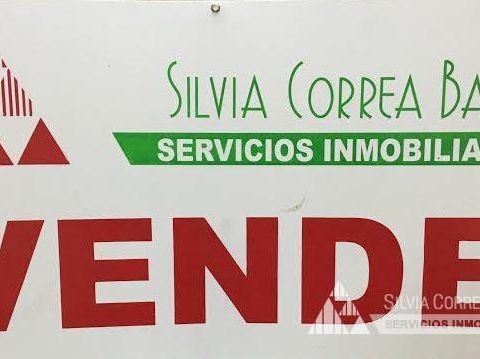 SILVIA CORREA BA
SERVICIOS INMOBILIA
VENDE
SILVIA CORRE
SERVICIOS INMO